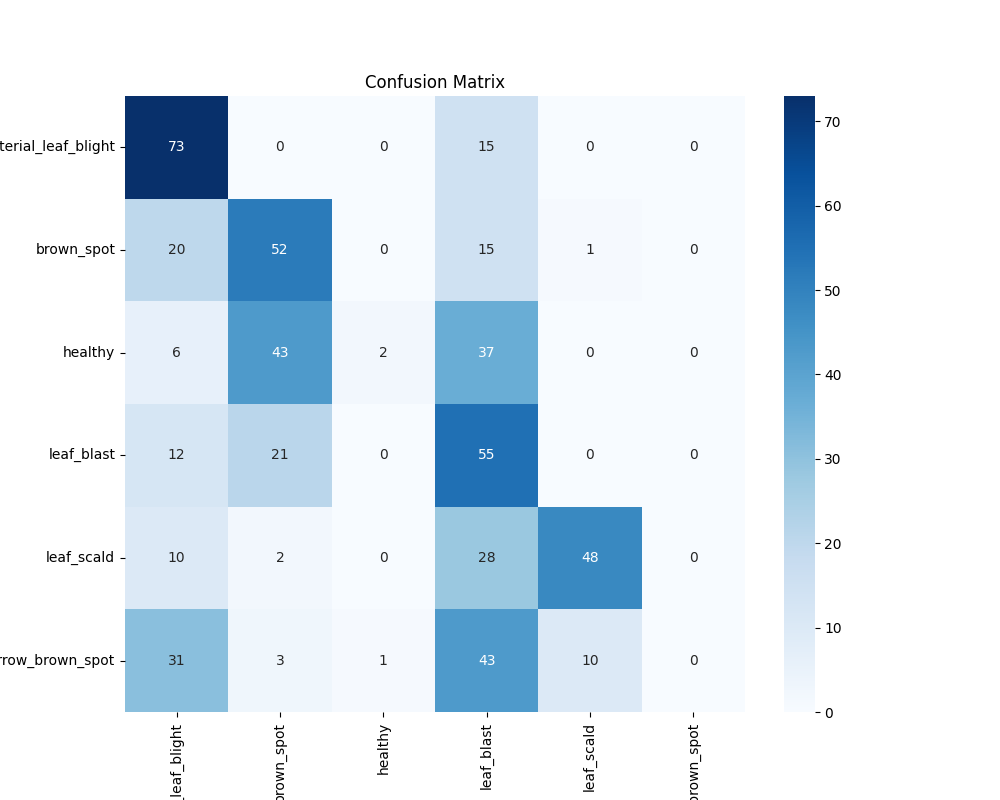 Confusion Matrix
terial_leaf_blight 73 0 0 15 0 0
brown_spot 20 52 0 15 1 0
healthy 6 43 2 37 0 0
leaf_blast 12 21 0 55 0 0
leaf_scald 10 2 0 28 48 0
rrow_brown_spot 31 3 1 43 10 0
_leaf_blight
brown_spot
healthy
leaf_blast
leaf_scald
brown_spot
70
60
50
40
30
20
10
0